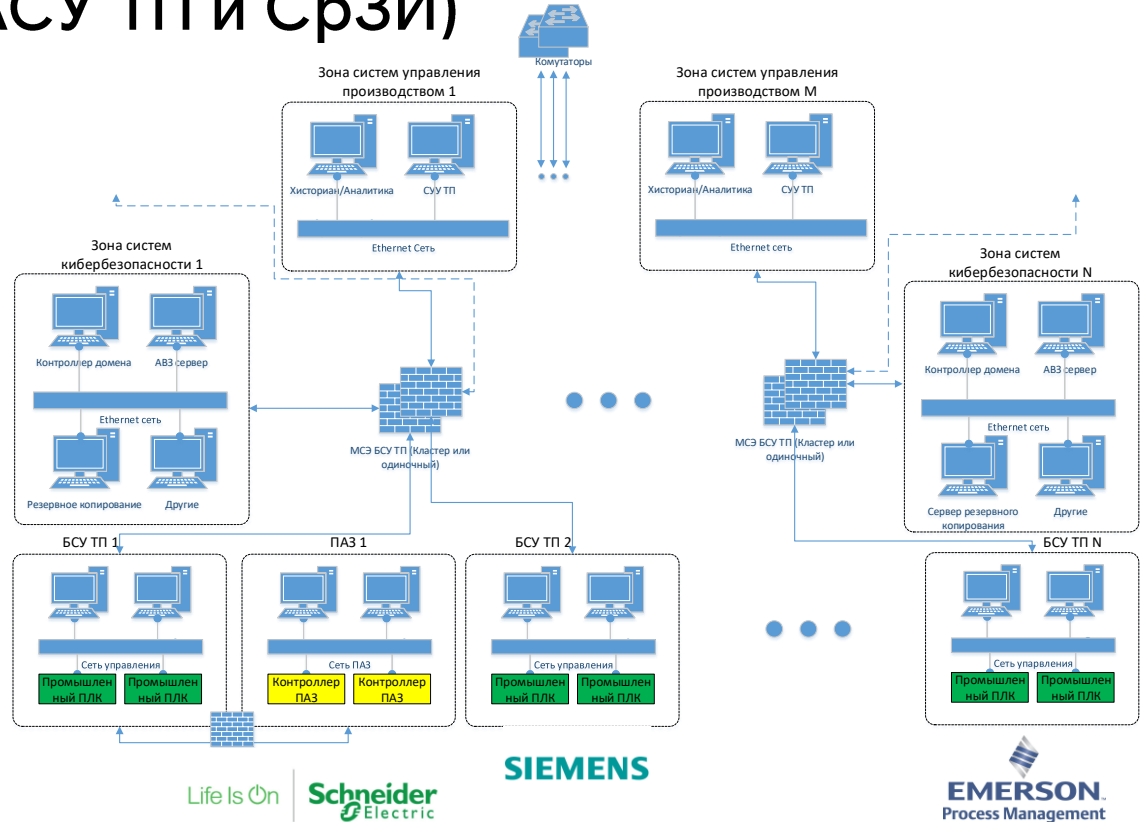 АСУ ТП и СрЗИ)
Комутаторы
Зона систем управления
производством 1
Хисториан/Аналитика
СУУ ТП
Ethernet Сеть
Зона систем управления
производством М
Хисториан/Аналитика
СУУ ТП
Ethernet сеть
Зона систем
кибербезопасности 1
Контроллер домена
АВЗ сервер
Ethernet сеть
Резервное копирование
Другие
МСЭ БСУ ТП (Кластер или
одиночный)
МСЭ БСУ ТП (Кластер или
одиночный)
Зона систем
кибербезопасности N
Контроллер домена
АВЗ сервер
Ethernet сеть
Сервер резервного
копирования
Другие
БСУ ТП 1
Сеть управления
Промышлен
ный ПЛК
Промышлен
ный ПЛК
ПАЗ 1
Сеть ПАЗ
Контроллер
ПАЗ
Контроллер
ПАЗ
БСУ ТП 2
Сеть управления
Промышлен
ный ПЛК
Промышлен
ный ПЛК
БСУ ТП N
Сеть упарвления
Промышлен
ный ПЛК
Промышлен
ный ПЛК
Life Is On
Schneider
Electric
SIEMENS
EMERSON.
Process Management